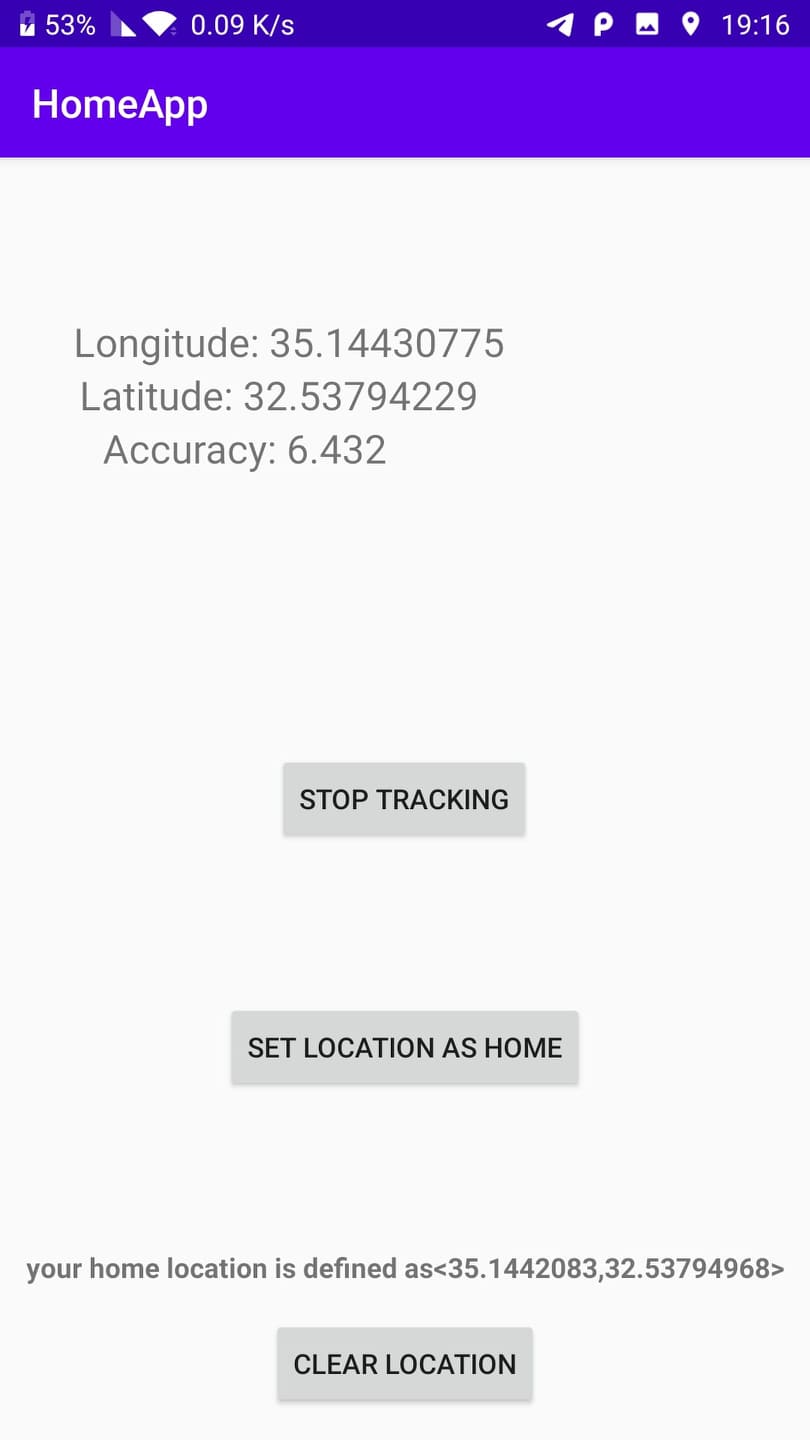 53% 0.09 K/s 19:16
HomeApp
Longitude: 35.14430775
Latitude: 32.53794229
Accuracy: 6.432
STOP TRACKING
SET LOCATION AS HOME
your home location is defined as<35.1442083,32.53794968>
CLEAR LOCATION